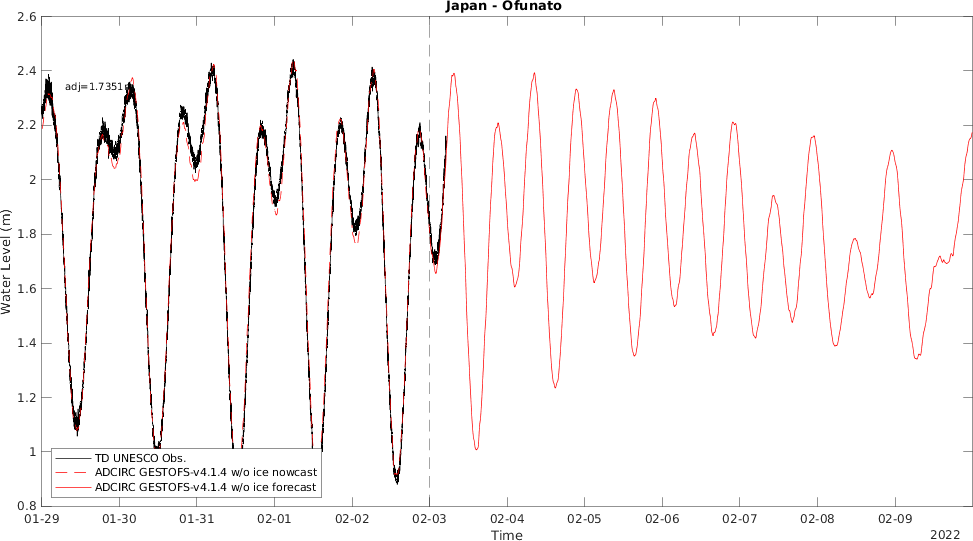 Japan - Ofunato
2.6
2.4
2.2
2
1.8
1.6
1.4
1.2
1
0.8
Water Level (m)
adj=1.7351
TD UNESCO Obs.
ADCIRC GESTOFS-v4.1.4 w/o ice nowcast
ADCIRC GESTOFS-v4.1.4 w/o ice forecast
01-29 01-30 01-31 02-01 02-02 02-03 02-04 02-05 02-06 02-07 02-08 02-09
Time
2022